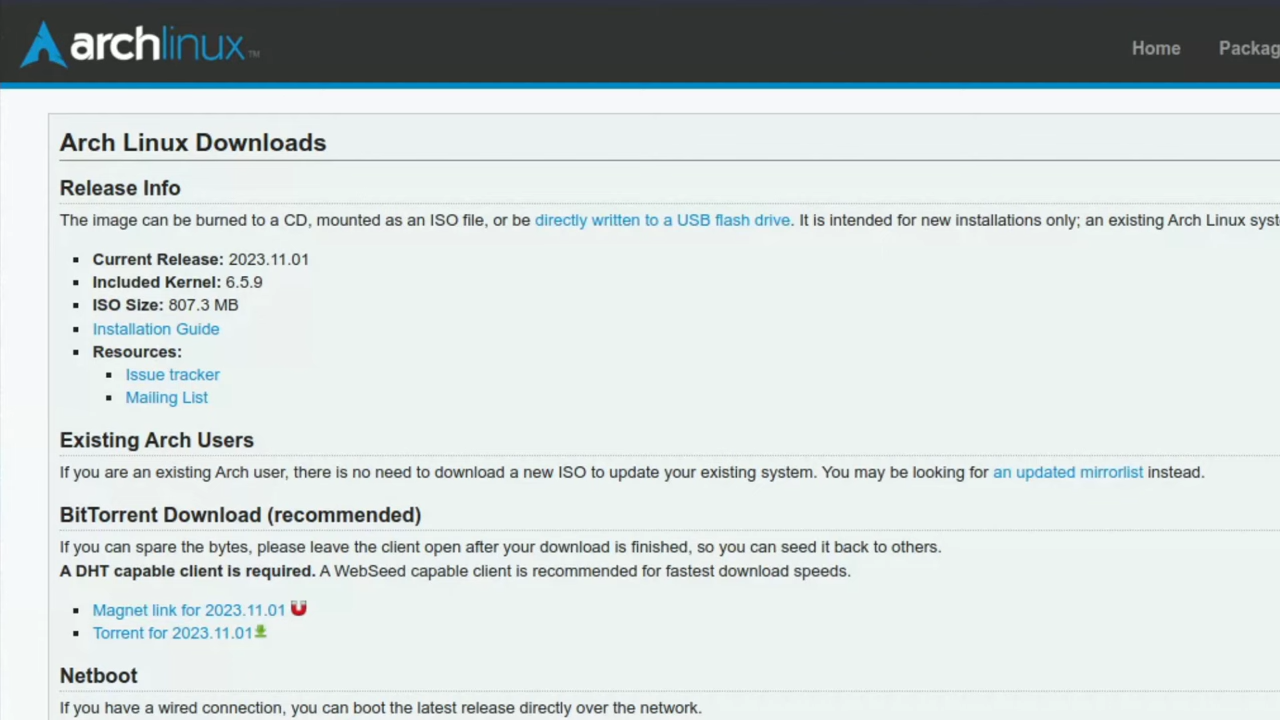 archlinux™
Home Packag
Arch Linux Downloads
Release Info
The image can be burned to a CD, mounted as an ISO file, or be directly written to a USB flash drive. It is intended for new installations only; an existing Arch Linux syst
Current Release: 2023.11.01
Included Kernel: 6.5.9
ISO Size: 807.3 MB
Installation Guide
Resources:
Issue tracker
Mailing List
Existing Arch Users
If you are an existing Arch user, there is no need to download a new ISO to update your existing system. You may be looking for an updated mirrorlist instead.
BitTorrent Download (recommended)
If you can spare the bytes, please leave the client open after your download is finished, so you can seed it back to others.
A DHT capable client is required. A WebSeed capable client is recommended for fastest download speeds.
Magnet link for 2023.11.01
Torrent for 2023.11.01
Netboot
If you have a wired connection, you can boot the latest release directly over the network.